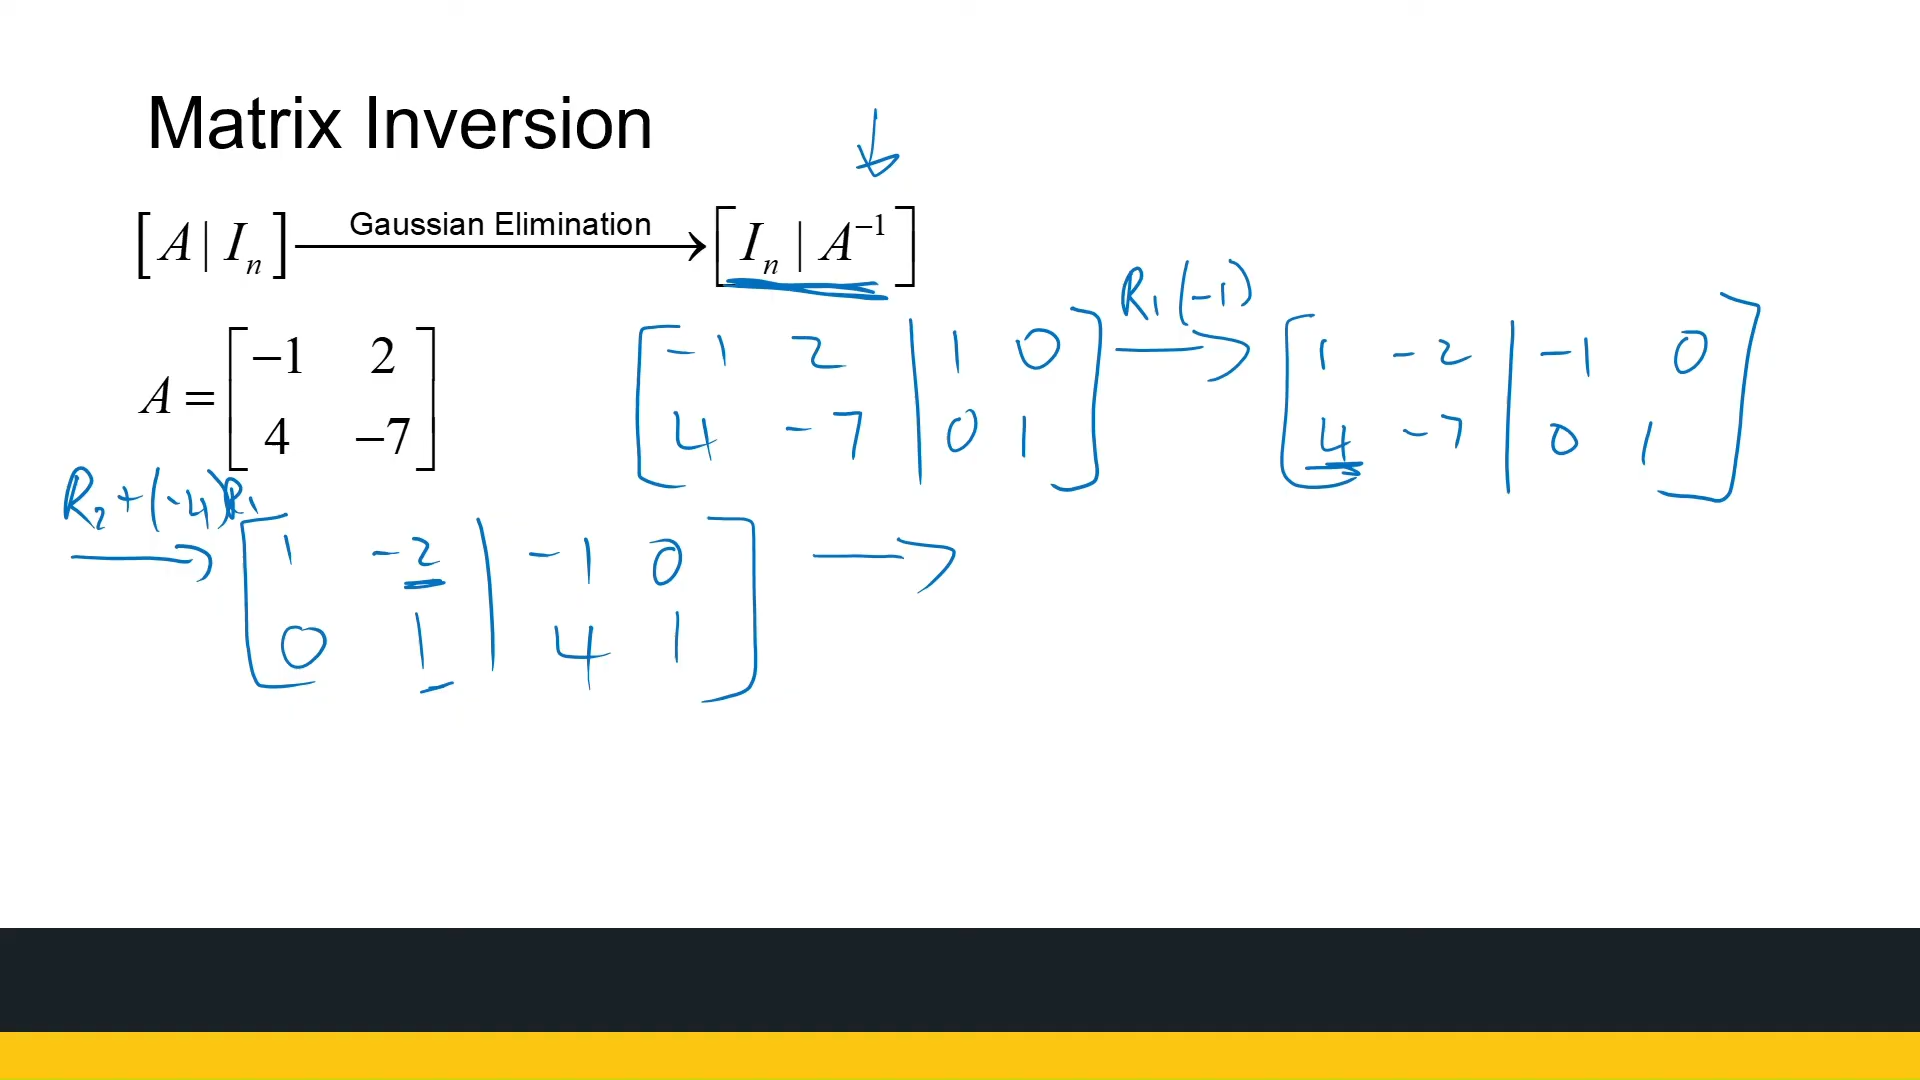 Matrix Inversion
[A | Iₙ] Gaussian Elimination → [Iₙ | A⁻¹]
R₁(-1)
A = [−1 2
4 −7]
[-1 2 | 1 0
4 -7 | 0 1]
→ [1 -2 | -1 0
4 -7 | 0 1]
R₂+(-4)R₁
→ [1 -2 | -1 0
0 1 | 4 1] →